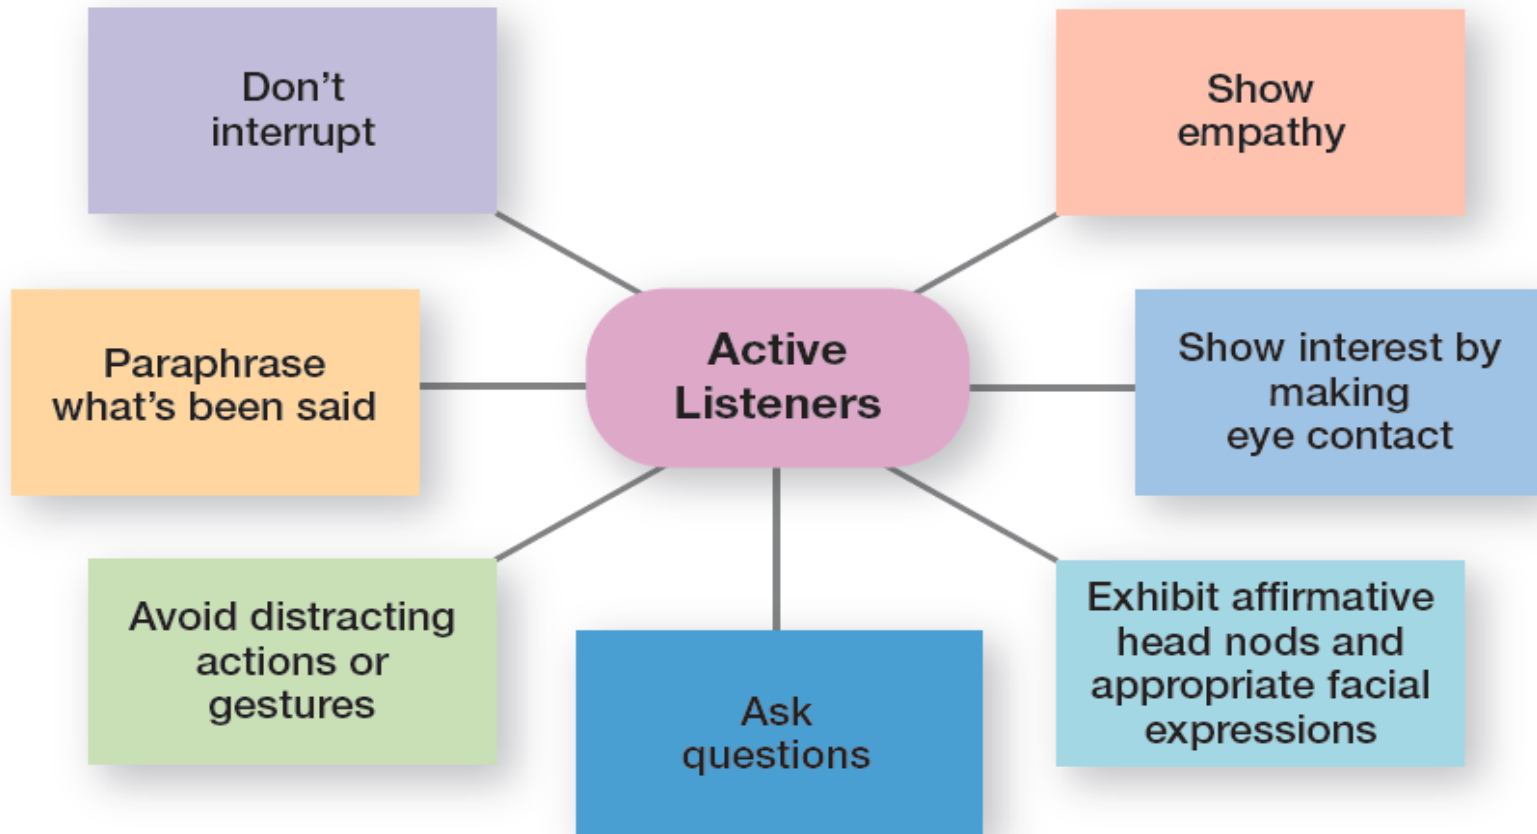 Don’t
interrupt
Show
empathy
Active
Listeners
Paraphrase
what’s been said
Show interest by
making
eye contact
Avoid distracting
actions or
gestures
Ask
questions
Exhibit affirmative
head nods and
appropriate facial
expressions